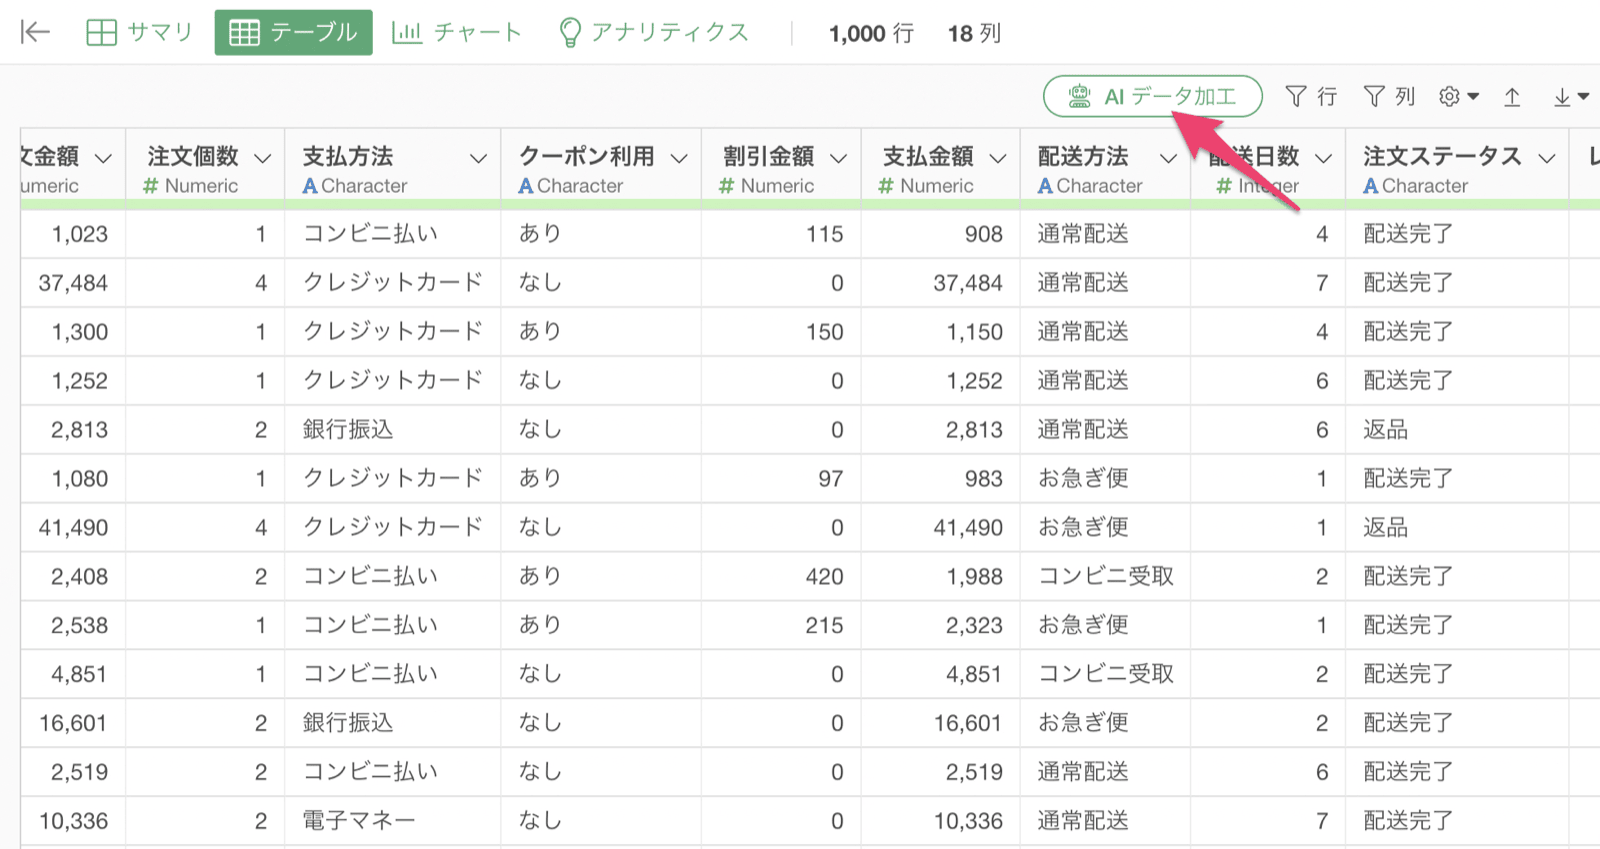 サマリ テーブル チャート アナリティクス 1,000 行 18 列
AI データ加工 行 列
文金額 注文個数 支払方法 クーポン利用 割引金額 支払金額 配送方法 配送日数 注文ステータス
umeric # Numeric A Character A Character # Numeric # Numeric A Character # Integer A Character
1,023 1 コンビニ払い あり 115 908 通常配送 4 配送完了
37,484 4 クレジットカード なし 0 37,484 通常配送 7 配送完了
1,300 1 クレジットカード あり 150 1,150 通常配送 4 配送完了
1,252 1 クレジットカード なし 0 1,252 通常配送 6 配送完了
2,813 2 銀行振込 なし 0 2,813 通常配送 6 返品
1,080 1 クレジットカード あり 97 983 お急ぎ便 1 配送完了
41,490 4 クレジットカード なし 0 41,490 お急ぎ便 1 返品
2,408 2 コンビニ払い あり 420 1,988 コンビニ受取 2 配送完了
2,538 1 コンビニ払い あり 215 2,323 お急ぎ便 1 配送完了
4,851 1 コンビニ払い なし 0 4,851 コンビニ受取 2 配送完了
16,601 2 銀行振込 なし 0 16,601 お急ぎ便 2 配送完了
2,519 2 コンビニ払い なし 0 2,519 通常配送 6 配送完了
10,336 2 電子マネー なし 0 10,336 通常配送 7 配送完了